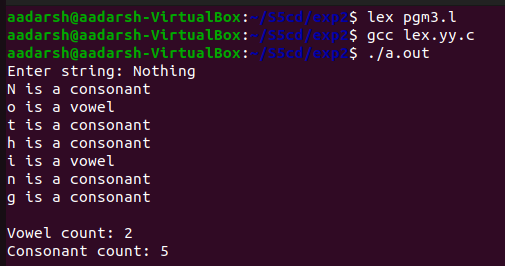 aadarsh@aadarsh-VirtualBox:~/SScd/exp2$ lex pgm3.l
aadarsh@aadarsh-VirtualBox:~/SScd/exp2$ gcc lex.yy.c
aadarsh@aadarsh-VirtualBox:~/SScd/exp2$ ./a.out
Enter string: Nothing
N is a consonant
o is a vowel
t is a consonant
h is a consonant
i is a vowel
n is a consonant
g is a consonant
Vowel count: 2
Consonant count: 5